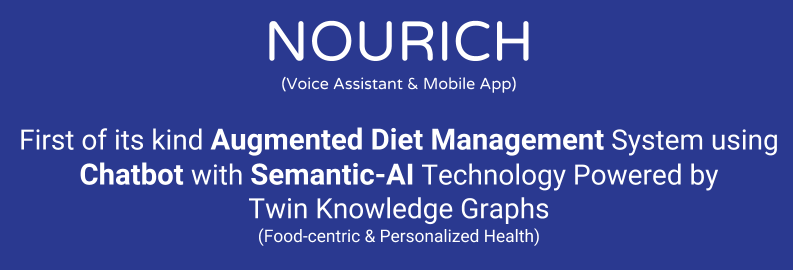 NOURICH
(Voice Assistant & Mobile App)
First of its kind Augmented Diet Management System using
Chatbot with Semantic-AI Technology Powered by
Twin Knowledge Graphs
(Food-centric & Personalized Health)